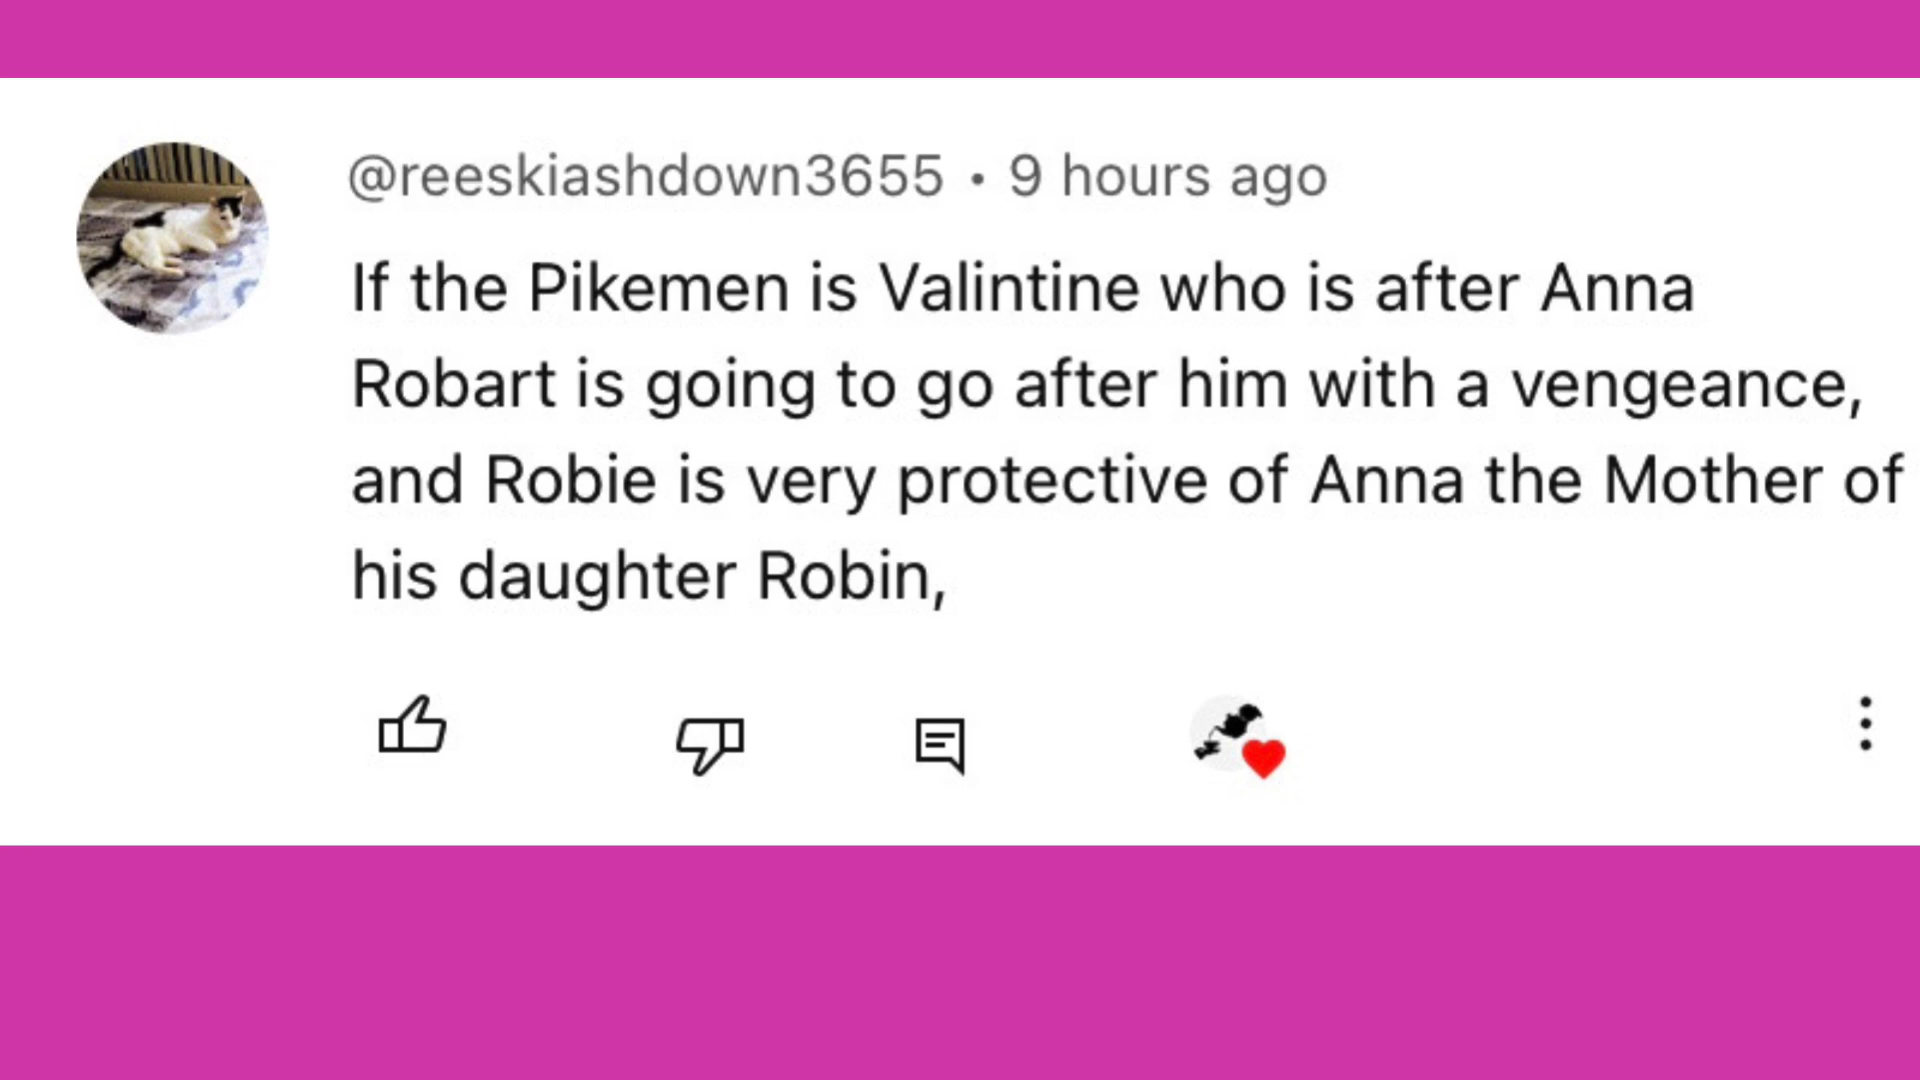 @reeskiashdown3655 • 9 hours ago
If the Pikemen is Valintine who is after Anna
Robart is going to go after him with a vengeance,
and Robie is very protective of Anna the Mother of
his daughter Robin,